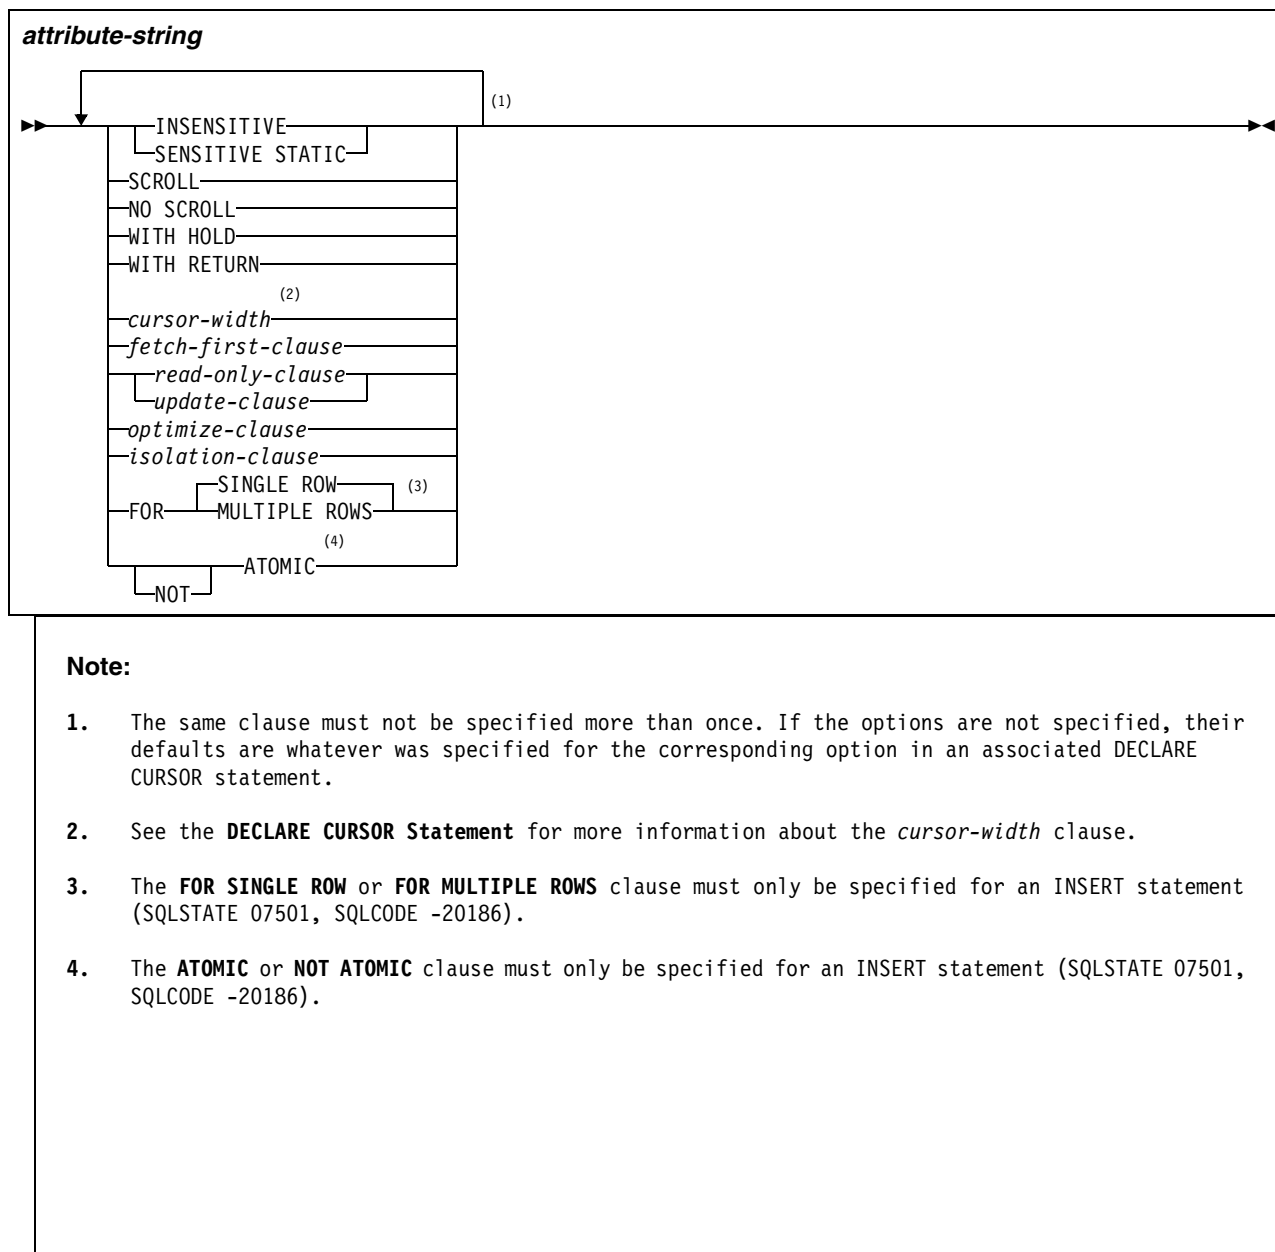 attribute-string
(1)
INSENSITIVE
SENSITIVE STATIC
SCROLL
NO SCROLL
WITH HOLD
WITH RETURN
(2)
cursor-width
fetch-first-clause
read-only-clause
update-clause
optimize-clause
isolation-clause
SINGLE ROW (3)
FOR MULTIPLE ROWS
(4)
ATOMIC
NOT
Note:
1. The same clause must not be specified more than once. If the options are not specified, their
defaults are whatever was specified for the corresponding option in an associated DECLARE
CURSOR statement.
2. See the DECLARE CURSOR Statement for more information about the cursor-width clause.
3. The FOR SINGLE ROW or FOR MULTIPLE ROWS clause must only be specified for an INSERT statement
(SQLSTATE 07501, SQLCODE -20186).
4. The ATOMIC or NOT ATOMIC clause must only be specified for an INSERT statement (SQLSTATE 07501,
SQLCODE -20186).